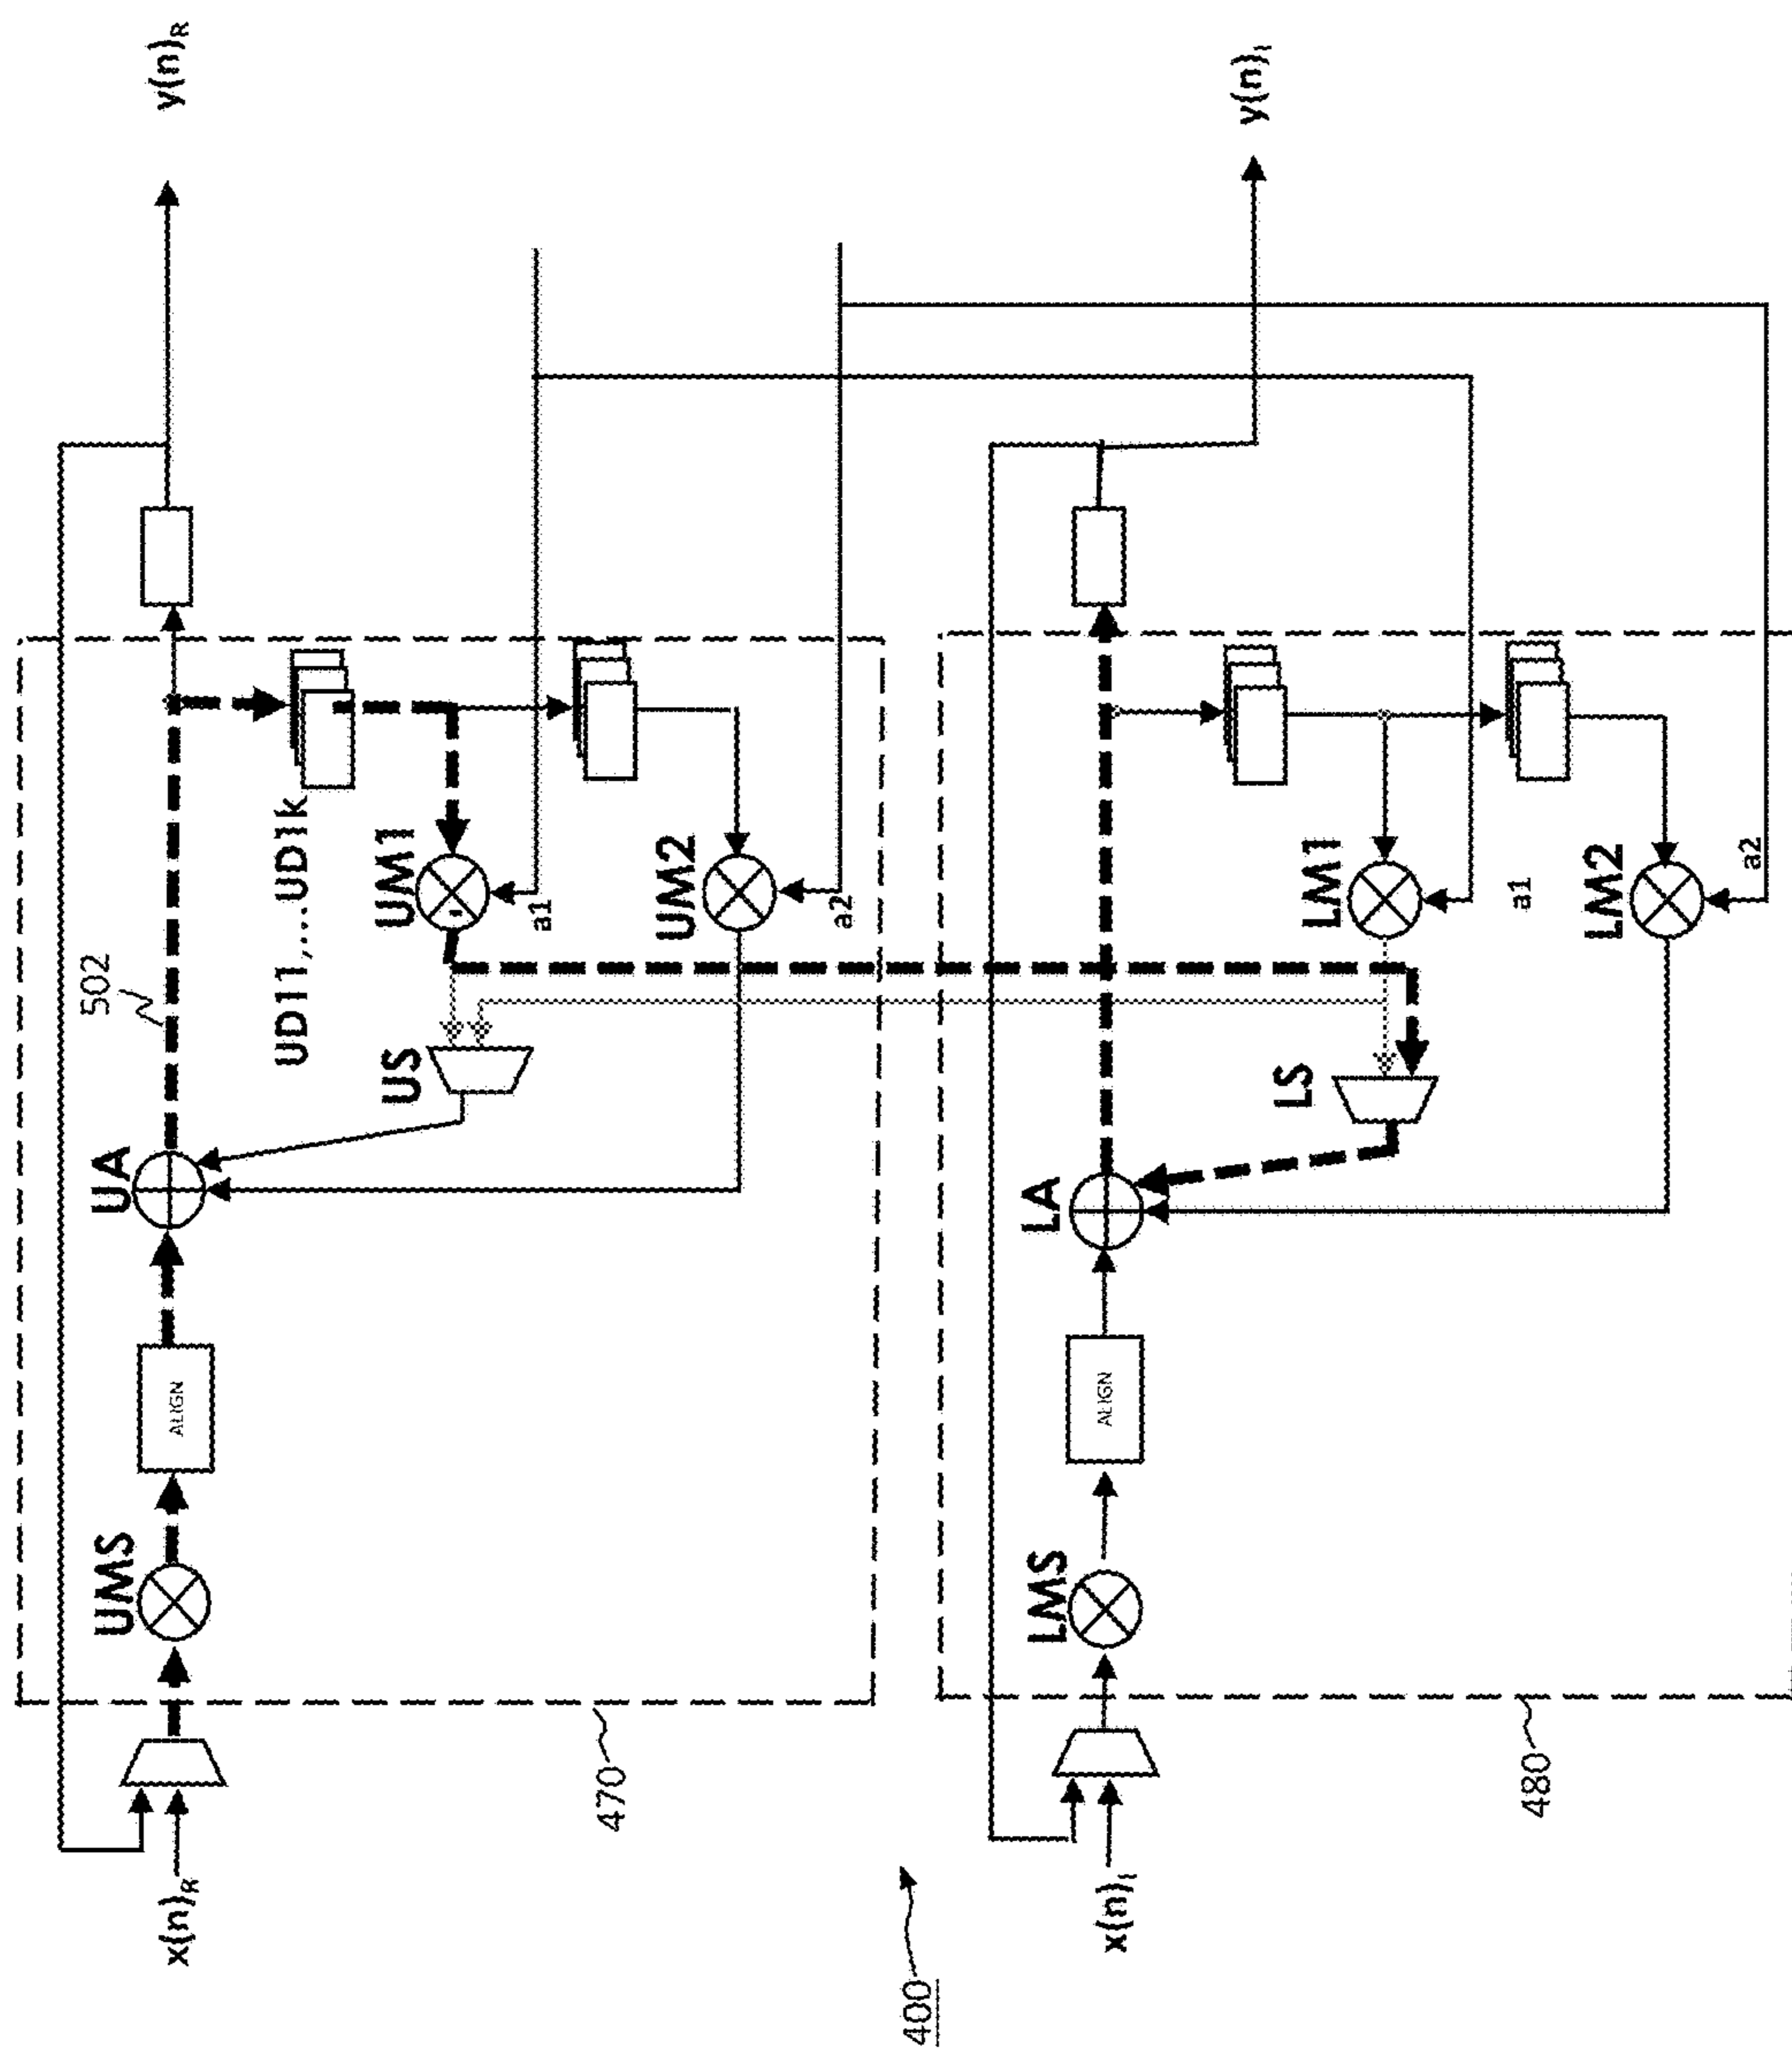 x(n)R
UMS
ALIGN
UA
502
y(n)R
UD11,...UD1k
US
UM1
a1
UM2
a2
470
400
x(n)I
LMS
ALIGN
LA
y(n)I
LS
LM1
a1
LM2
a2
480